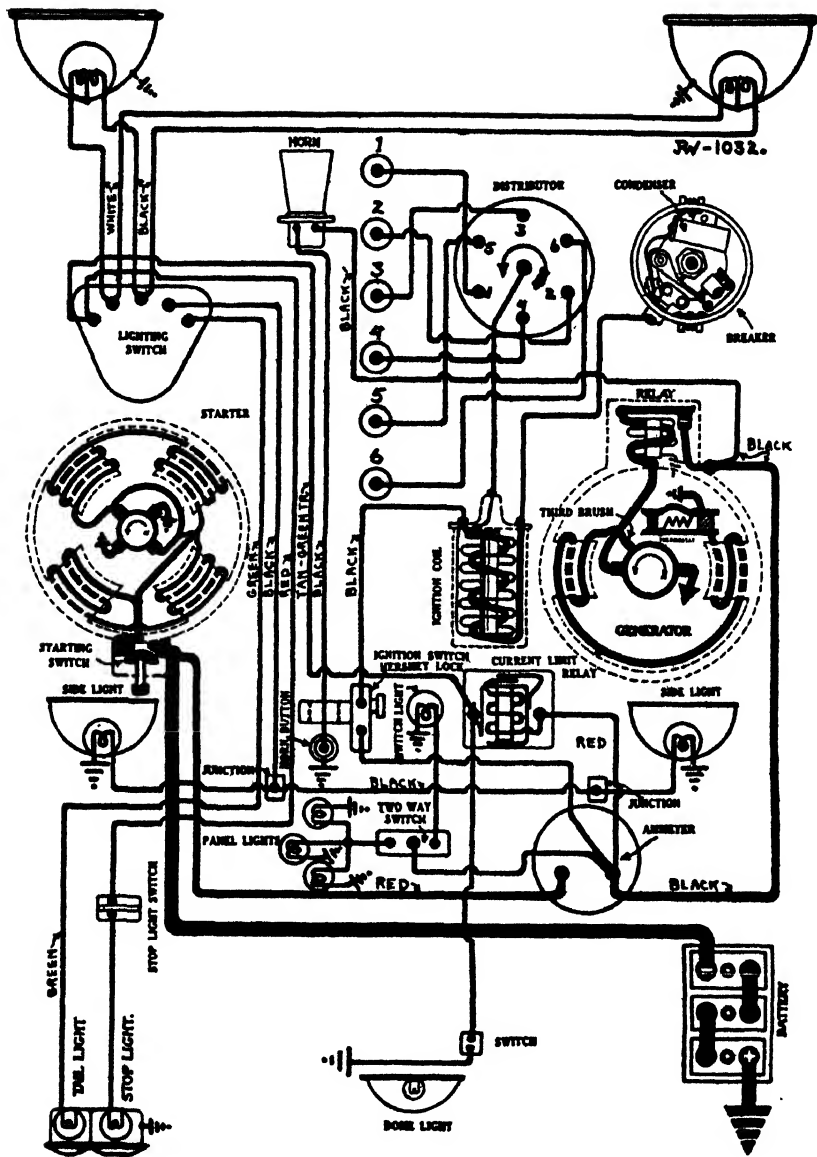 JW-1032.
HORN
1
DISTRIBUTOR
CONDENSER
2
3
6
5
WHITE
BLACK
3
1
2
4
BLACK
4
LIGHTING
SWITCH
BREAKER
5
RELAY
STARTER
BLACK
6
THIRD BRUSH
GREEN
BLACK
RED
TAN-GREEN TR.
BLACK
BLACK
IGNITION COIL
GENERATOR
STARTING
SWITCH
IGNITION SWITCH
HERSHEY LOCK
CURRENT LIMIT
RELAY
SIDE LIGHT
SIDE LIGHT
HORN BUTTON
SWITCH LIGHT
RED
JUNCTION
BLACK
JUNCTION
TWO WAY
SWITCH
PANEL LIGHTS
AMMETER
RED
BLACK
STOP LIGHT SWITCH
GREEN
BATTERY
TAIL LIGHT
STOP LIGHT.
SWITCH
DOME LIGHT